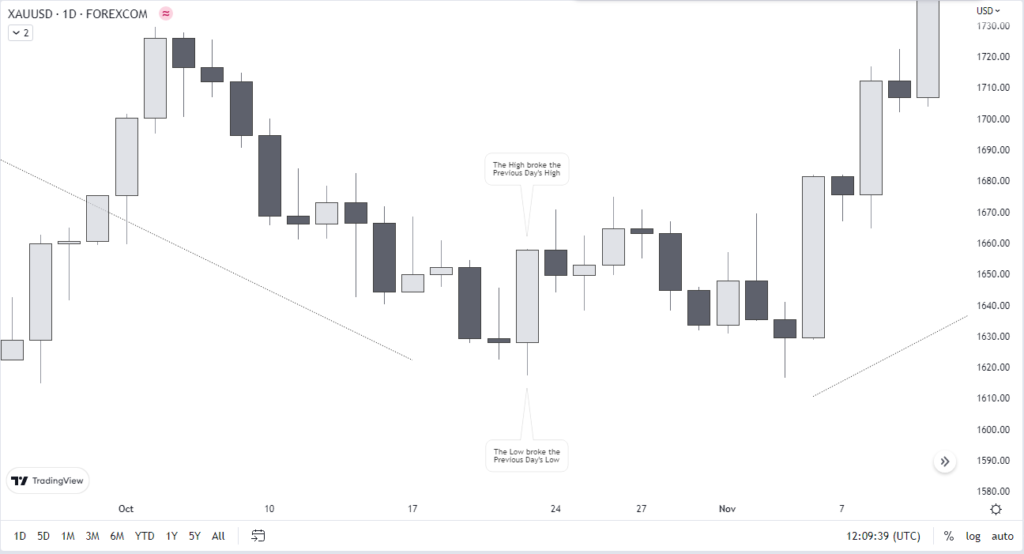 XAUUSD · 1D · FOREXCOM
2
USD
1730.00
1720.00
1710.00
1700.00
1690.00
1680.00
1670.00
1660.00
1650.00
1640.00
1630.00
1620.00
1610.00
1600.00
1590.00
1580.00
The High broke the
Previous Day's High
The Low broke the
Previous Day's Low
TradingView
Oct 10 17 24 27 Nov 7
1D 5D 1M 3M 6M YTD 1Y 5Y All 12:09:39 (UTC) % log auto